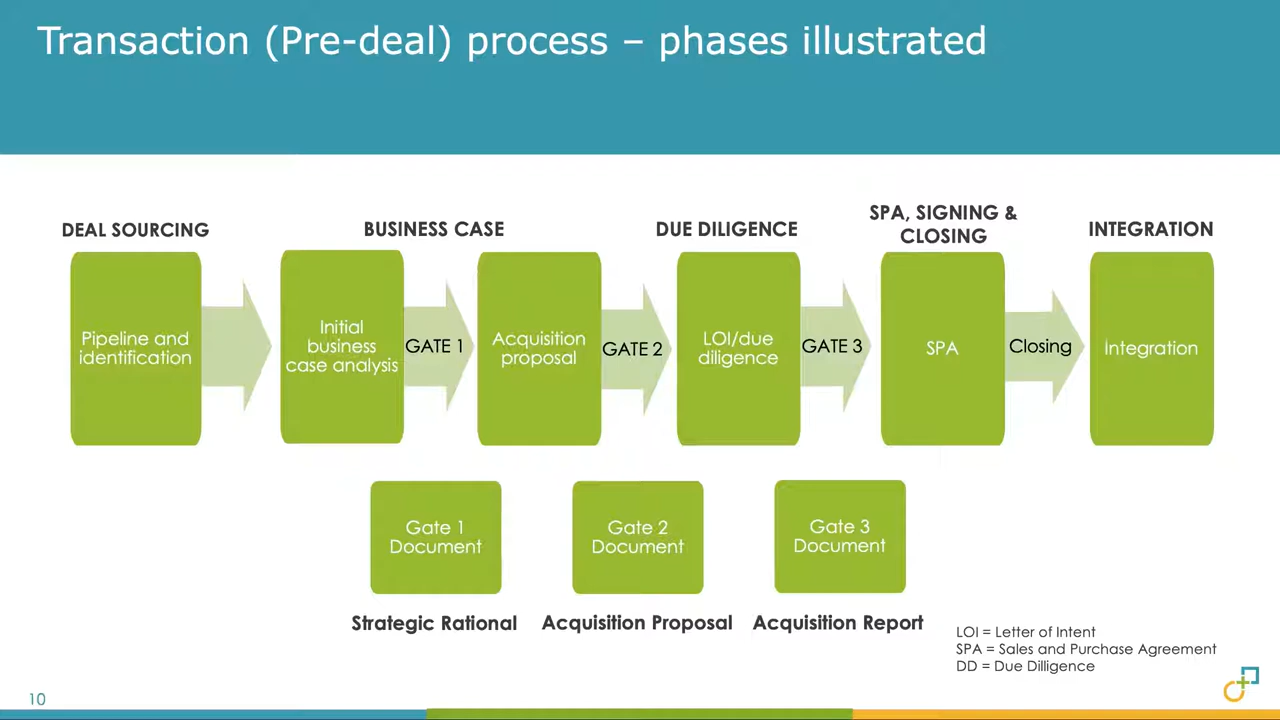 Transaction (Pre-deal) process – phases illustrated
DEAL SOURCING
BUSINESS CASE
DUE DILIGENCE
SPA, SIGNING &
CLOSING
INTEGRATION
Pipeline and
identification
Initial
business
case analysis
GATE 1
Acquisition
proposal
GATE 2
LOI/due
diligence
GATE 3
SPA
Closing
Integration
Gate 1
Document
Gate 2
Document
Gate 3
Document
Strategic Rational
Acquisition Proposal
Acquisition Report
LOI = Letter of Intent
SPA = Sales and Purchase Agreement
DD = Due Dilligence
10